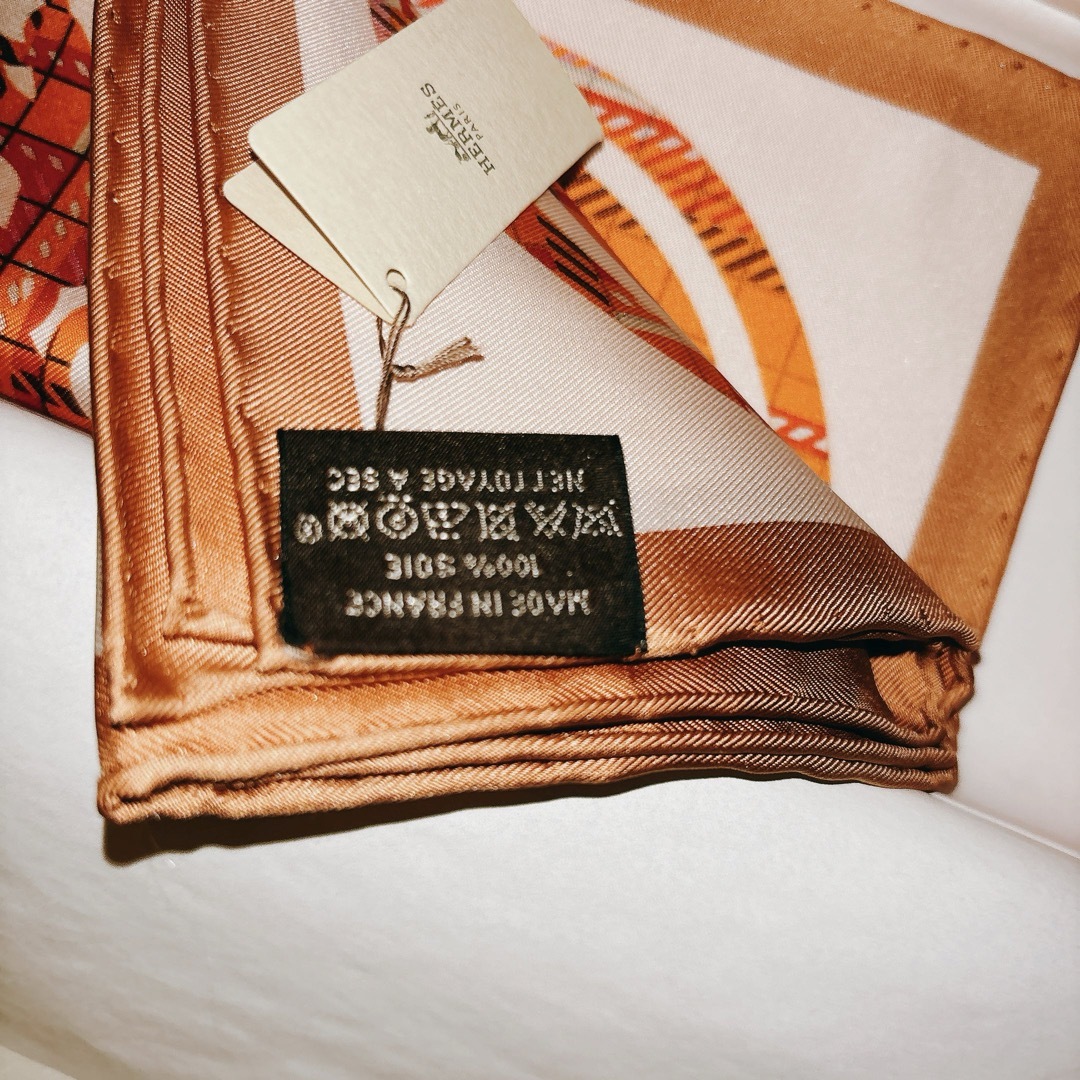 HERMES
PARIS
MADE IN FRANCE
100% SOIE
NETTOYAGE A SEC